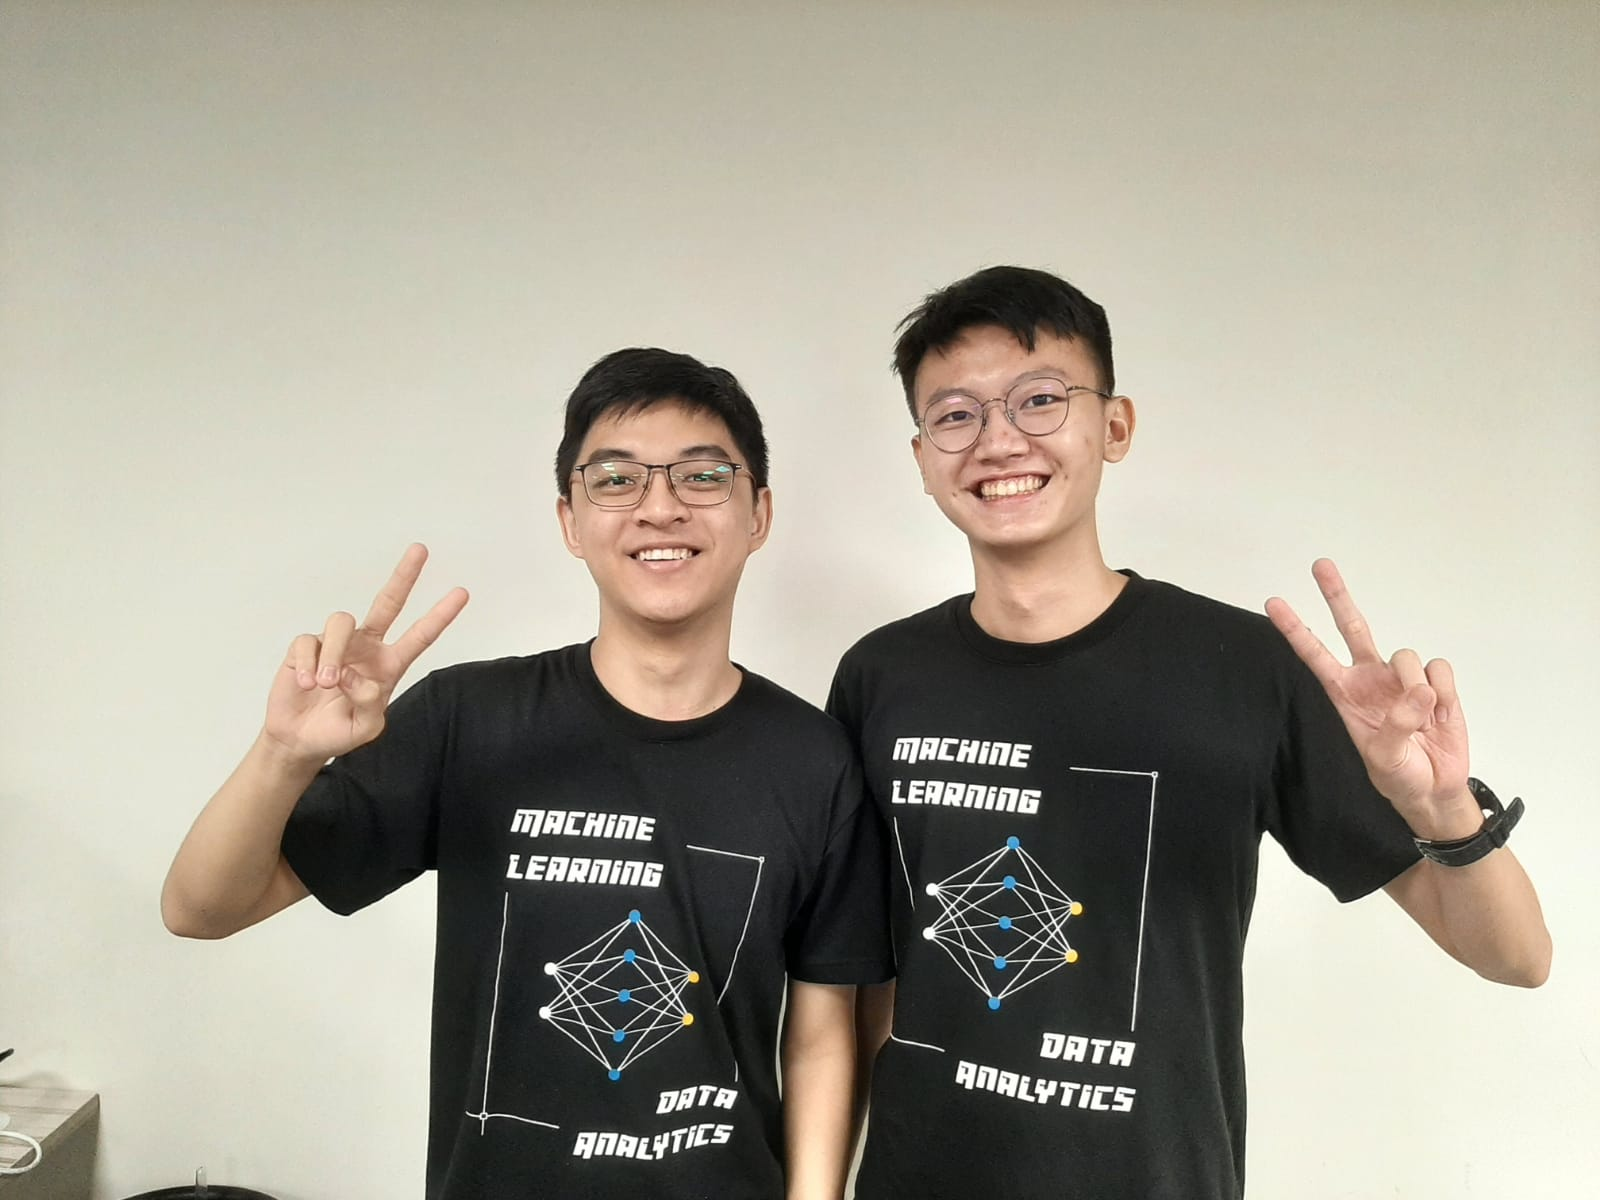 MACHINE
LEARNING
DATA
ANALYTICS
MACHINE
LEARNING
DATA
ANALYTICS